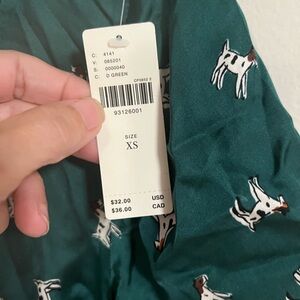 C: 4141
Y: 085201
S: 0000040
C: D GREEN
93126001
SIZE
XS
$32.00 USD
$36.00 CAD